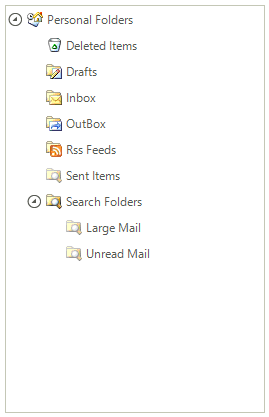 Personal Folders
Deleted Items
Drafts
Inbox
OutBox
Rss Feeds
Sent Items
Search Folders
Large Mail
Unread Mail